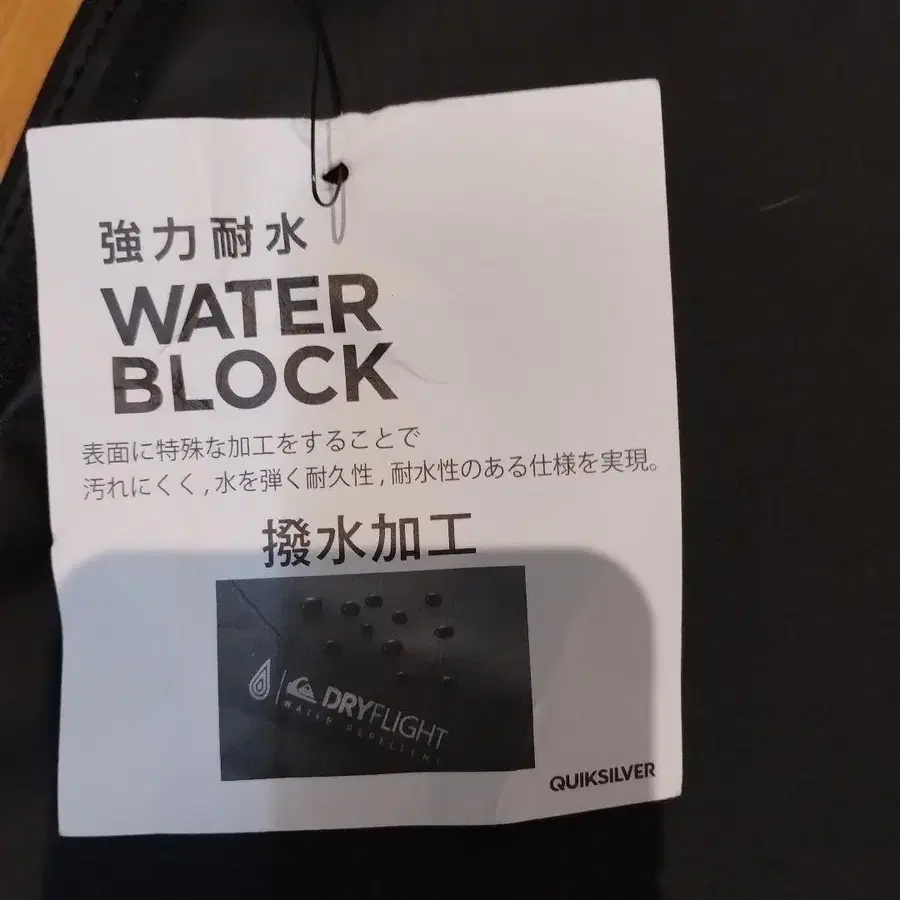 強力耐水
WATER
BLOCK
表面に特殊な加工をすることで
汚れにくく,水を弾く耐久性,耐水性のある仕様を実現。
撥水加工
DRYFLIGHT
WATER REPELLENT
QUIKSILVER